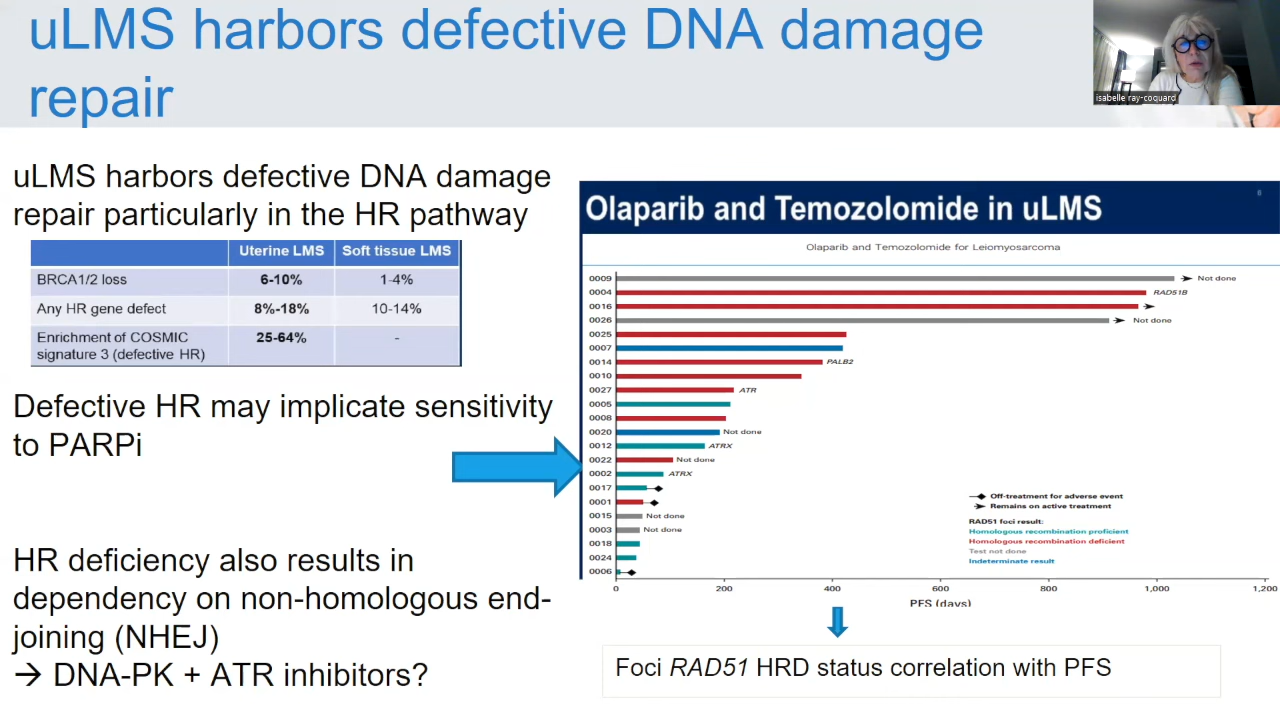 uLMS harbors defective DNA damage
repair
isabelle ray-coquard
uLMS harbors defective DNA damage
repair particularly in the HR pathway
Uterine LMS Soft tissue LMS
BRCA1/2 loss 6-10% 1-4%
Any HR gene defect 8%-18% 10-14%
Enrichment of COSMIC
signature 3 (defective HR) 25-64% -
Defective HR may implicate sensitivity
to PARPi
HR deficiency also results in
dependency on non-homologous end-
joining (NHEJ)
→ DNA-PK + ATR inhibitors?
Olaparib and Temozolomide in uLMS
Olaparib and Temozolomide for Leiomyosarcoma
0009 Not done
0004 RAD51B
0016
0026 Not done
0025
0007
0014 PALB2
0010
0027 ATR
0005
0008
0020 Not done
0012 ATRX
0022 Not done
0002 ATRX
0017
0001
0015 Not done
0003 Not done
0018
0024
0006
Off-treatment for adverse event
Remains on active treatment
RAD51 foci result:
Homologous recombination proficient
Homologous recombination deficient
Test not done
Indeterminate result
0 200 400 600 800 1,000 1,200
PFS (days)
Foci RAD51 HRD status correlation with PFS